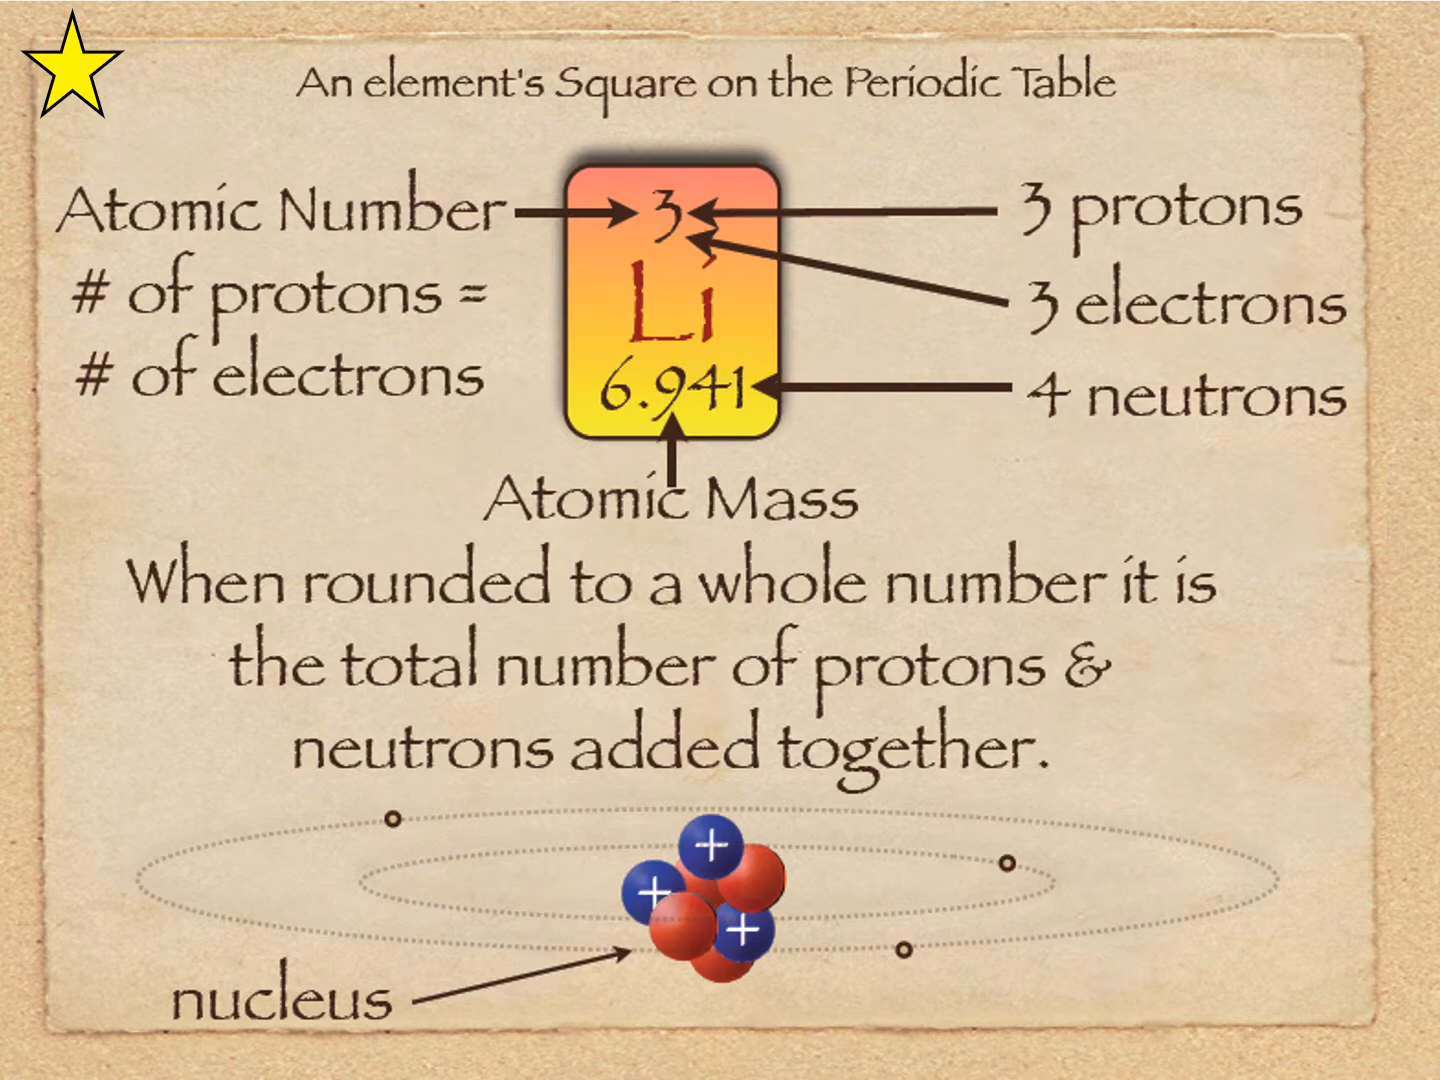 An element's Square on the Periodic Table
Atomic Number
# of protons =
# of electrons
3
Li
6.941
3 protons
3 electrons
4 neutrons
Atomic Mass
When rounded to a whole number it is
the total number of protons &
neutrons added together.
+
+
+
nucleus